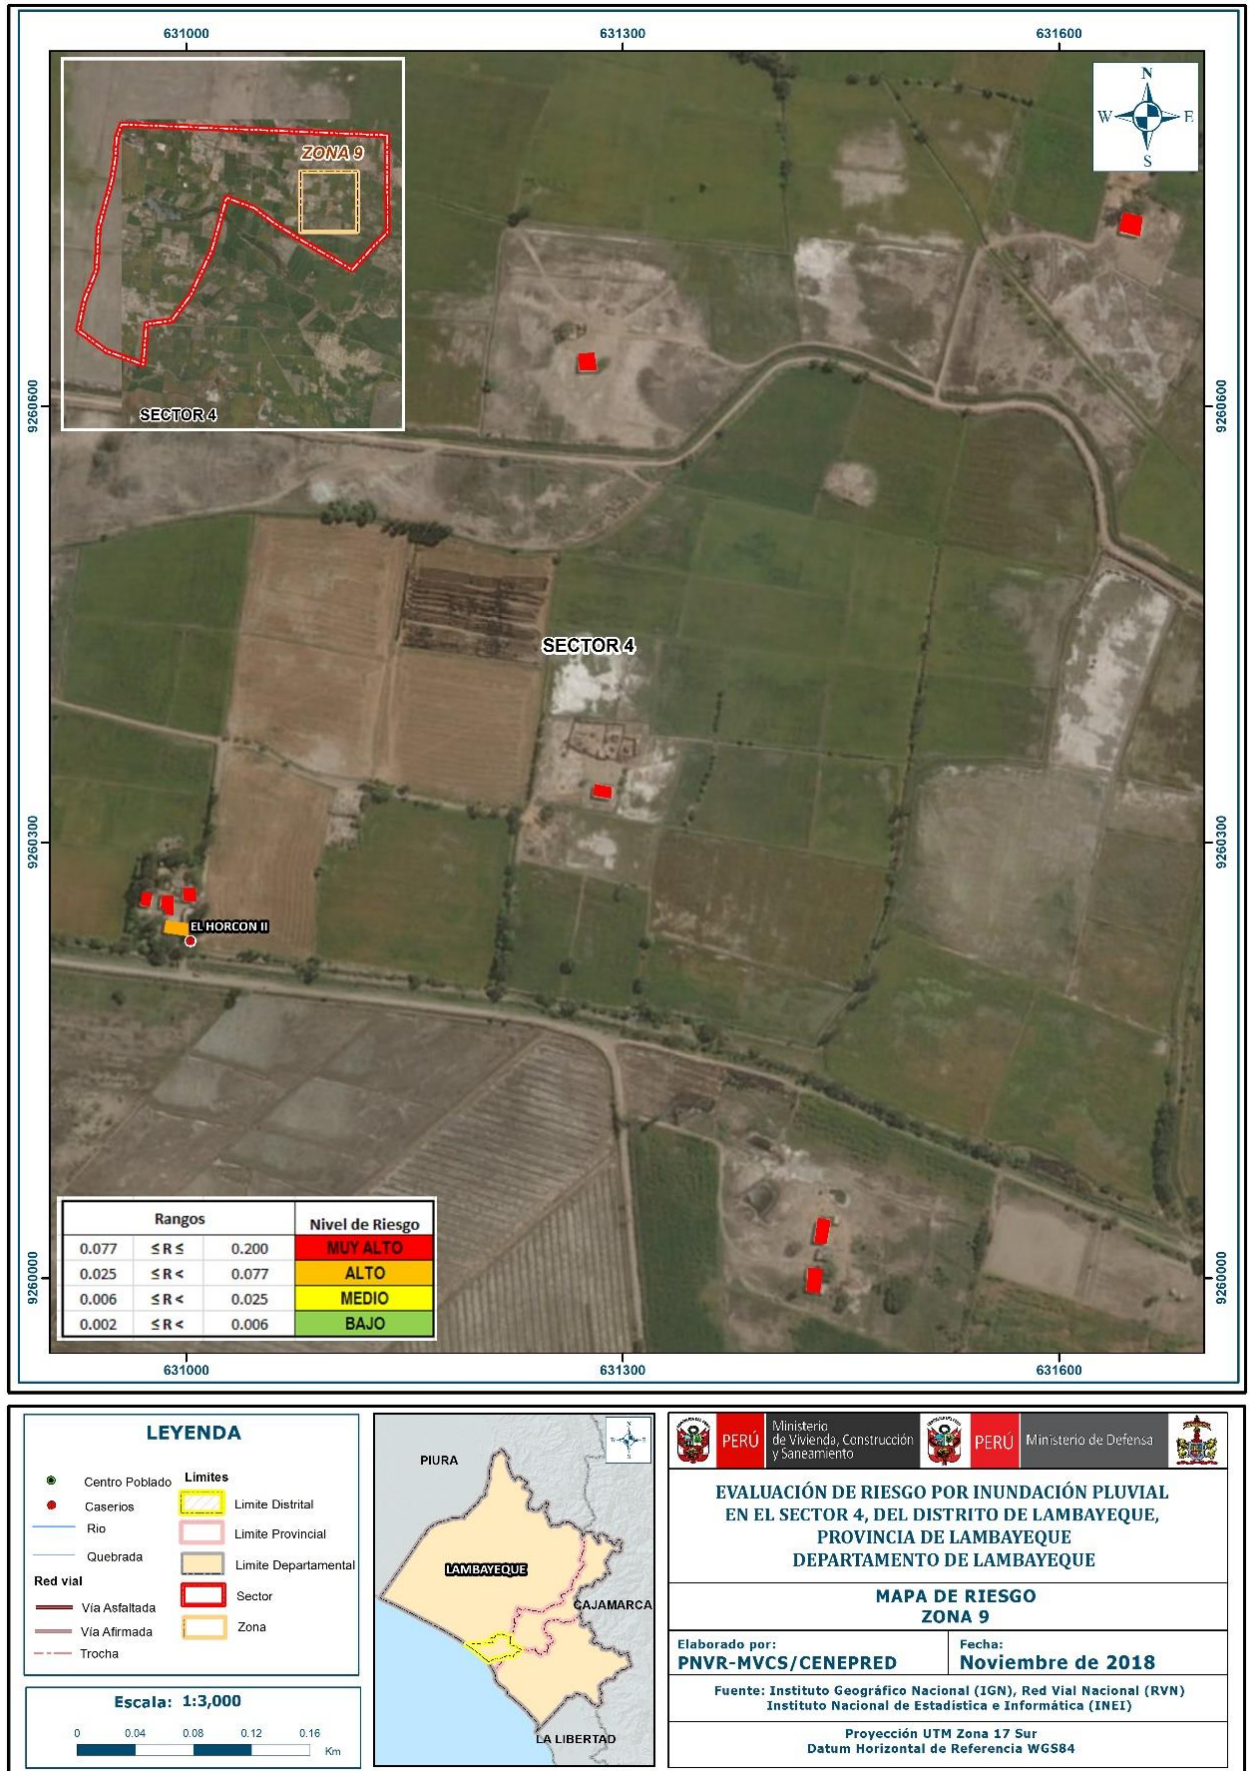 631000 631300 631600
N
W E
S
ZONA 9
SECTOR 4
9260600 9260600
SECTOR 4
9260300 9260300
EL HORCON II
Rangos Nivel de Riesgo
0.077 ≤ R ≤ 0.200 MUY ALTO
0.025 ≤ R < 0.077 ALTO
0.006 ≤ R < 0.025 MEDIO
0.002 ≤ R < 0.006 BAJO
9260000 9260000
631000 631300 631600
LEYENDA
Centro Poblado
Caserios
Rio
Quebrada
Red vial
Vía Asfaltada
Vía Afirmada
Trocha
Limites
Limite Distrital
Limite Provincial
Limite Departamental
Sector
Zona
Escala: 1:3,000
0 0.04 0.08 0.12 0.16
Km
PIURA
LAMBAYEQUE
CAJAMARCA
LA LIBERTAD
PERÚ
Ministerio
de Vivienda, Construcción
y Saneamiento
PERÚ
Ministerio de Defensa
EVALUACIÓN DE RIESGO POR INUNDACIÓN PLUVIAL
EN EL SECTOR 4, DEL DISTRITO DE LAMBAYEQUE,
PROVINCIA DE LAMBAYEQUE
DEPARTAMENTO DE LAMBAYEQUE
MAPA DE RIESGO
ZONA 9
Elaborado por:
PNVR-MVCS/CENEPRED
Fecha:
Noviembre de 2018
Fuente: Instituto Geográfico Nacional (IGN), Red Vial Nacional (RVN)
Instituto Nacional de Estadística e Informática (INEI)
Proyección UTM Zona 17 Sur
Datum Horizontal de Referencia WGS84